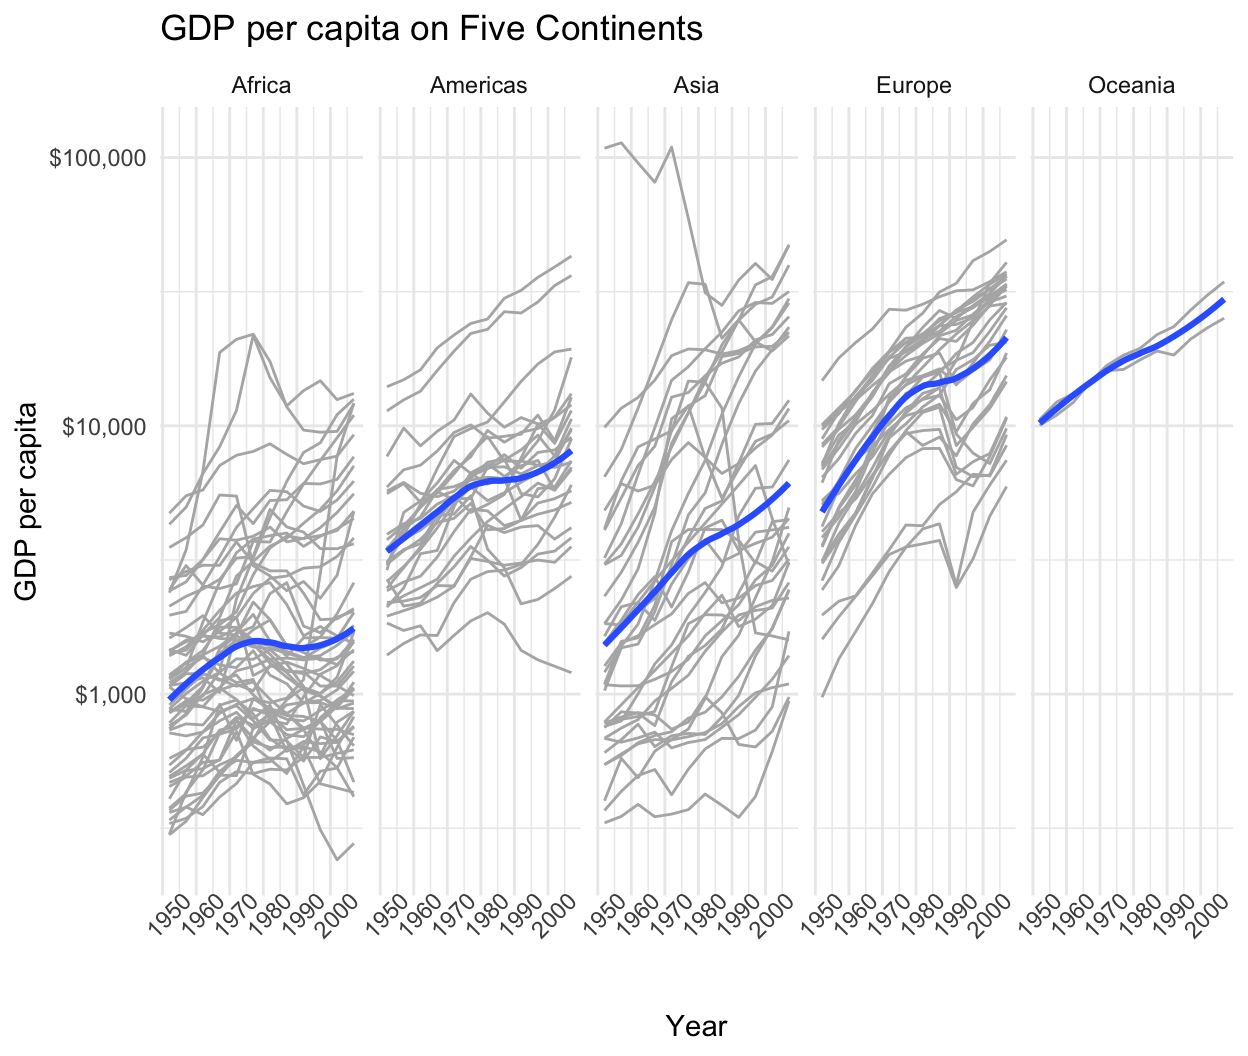 GDP per capita on Five Continents
Africa Americas Asia Europe Oceania
$100,000
$10,000
$1,000
GDP per capita
1950 1960 1970 1980 1990 2000 1950 1960 1970 1980 1990 2000 1950 1960 1970 1980 1990 2000 1950 1960 1970 1980 1990 2000 1950 1960 1970 1980 1990 2000
Year